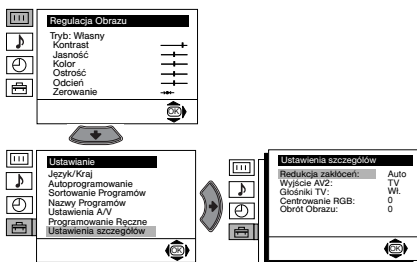 Regulacja Obrazu
Tryb: Własny
Kontrast
Jasność
Kolor
Ostrość
Odcień
Zerowanie
OK
Ustawianie
Język/Kraj
Autoprogramowanie
Sortowanie Programów
Nazwy Programów
Ustawienia A/V
Programowanie Ręczne
Ustawienia szczegółów
OK
Ustawienia szczegółów
Redukcja zakłóceń: Auto
Wyjście AV2: TV
Głośniki TV: Wł.
Centrowanie RGB: 0
Obrót Obrazu: 0
OK